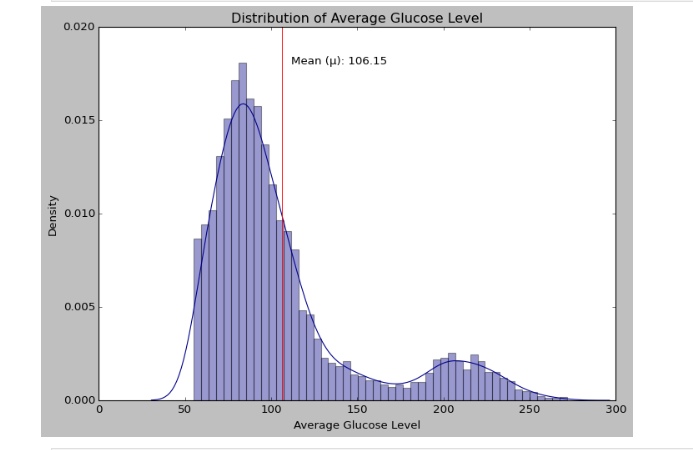 Distribution of Average Glucose Level
0.020
Mean (μ): 106.15
0.015
0.010
Density
0.005
0.000
0 50 100 150 200 250 300
Average Glucose Level